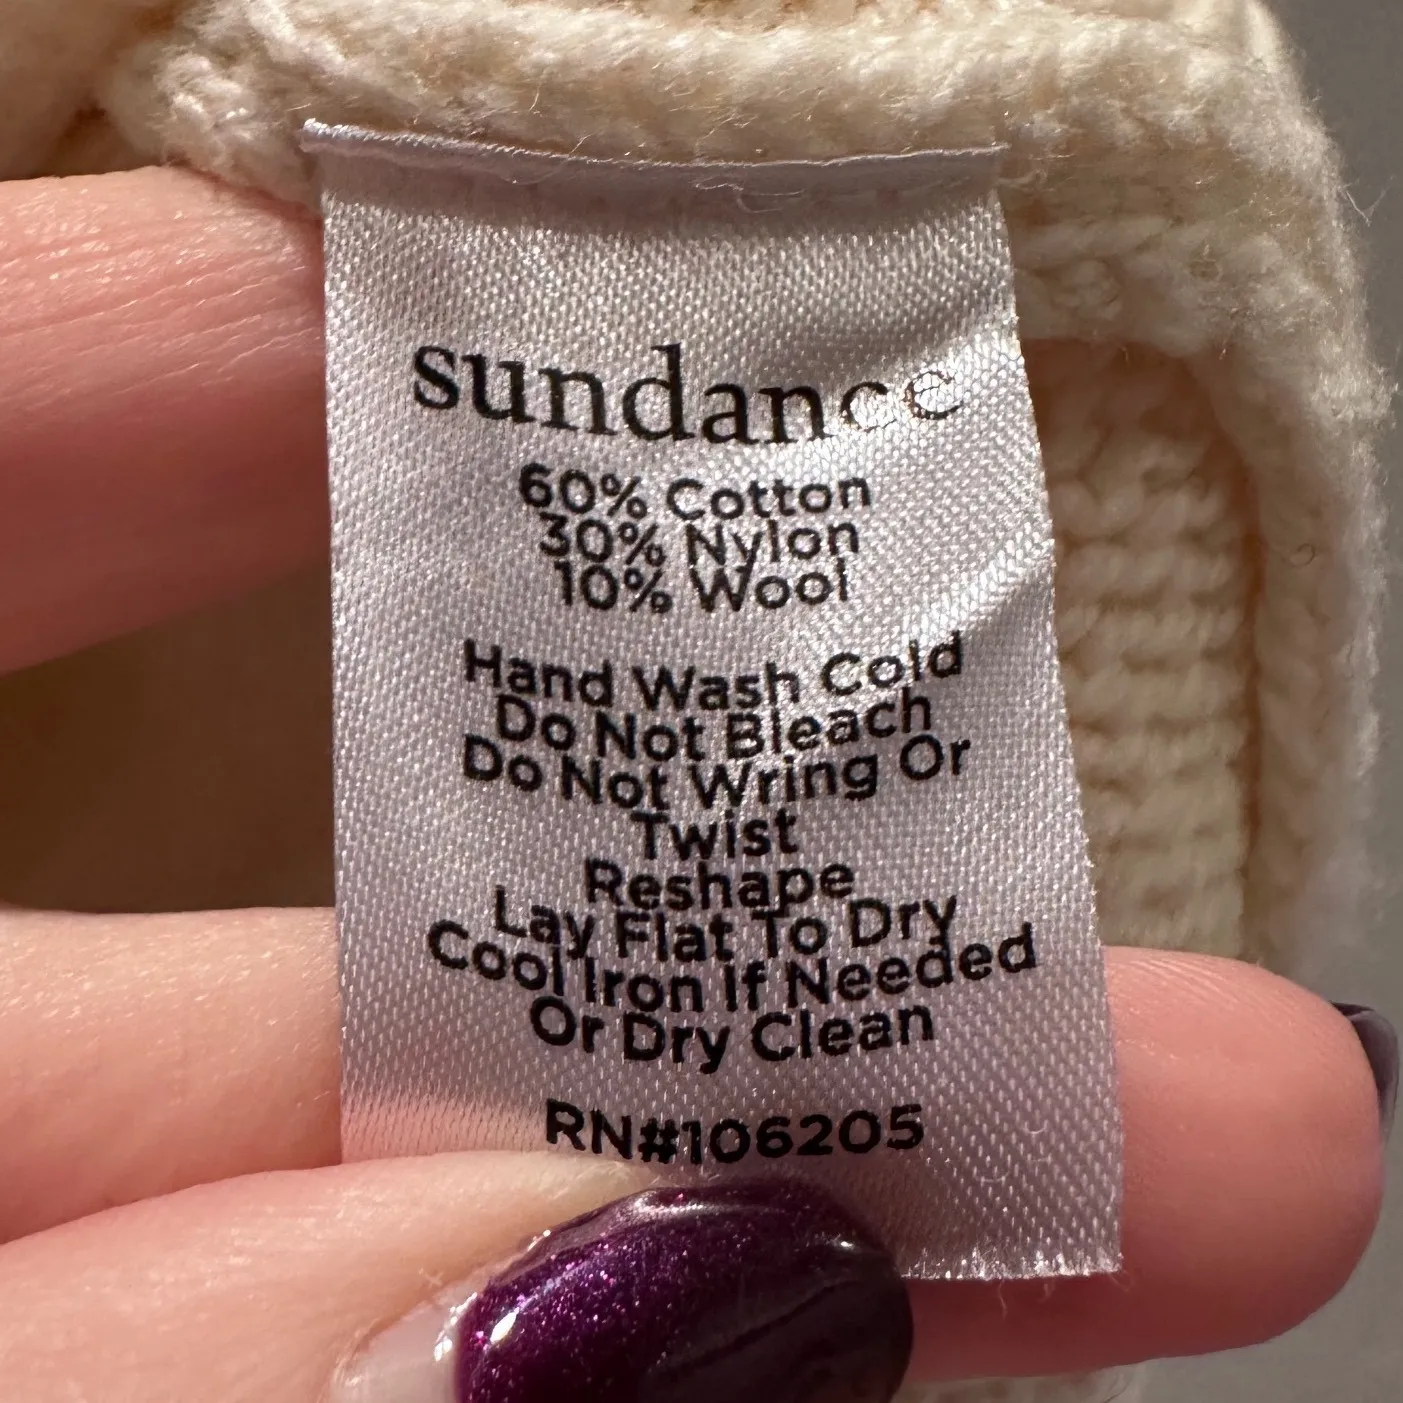 sundance
60% Cotton
30% Nylon
10% Wool
Hand Wash Cold
Do Not Bleach
Do Not Wring Or
Twist
Reshape
Lay Flat To Dry
Cool Iron If Needed
Or Dry Clean
RN#106205